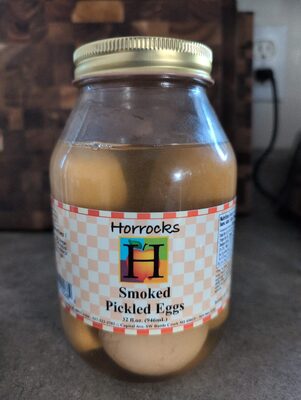 Horrocks
H
Smoked
Pickled Eggs
32 fl.oz. (946mL)